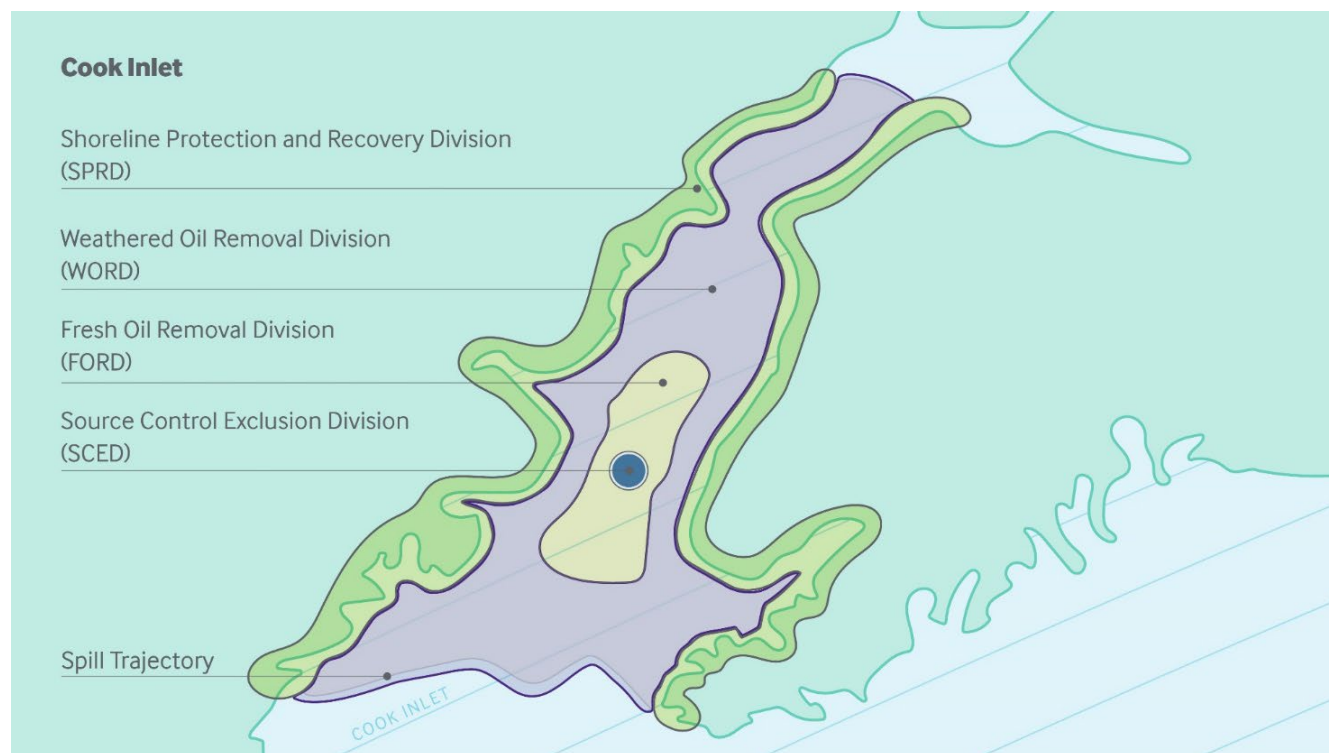 Cook Inlet
Shoreline Protection and Recovery Division
(SPRD)
Weathered Oil Removal Division
(WORD)
Fresh Oil Removal Division
(FORD)
Source Control Exclusion Division
(SCED)
Spill Trajectory
COOK INLET